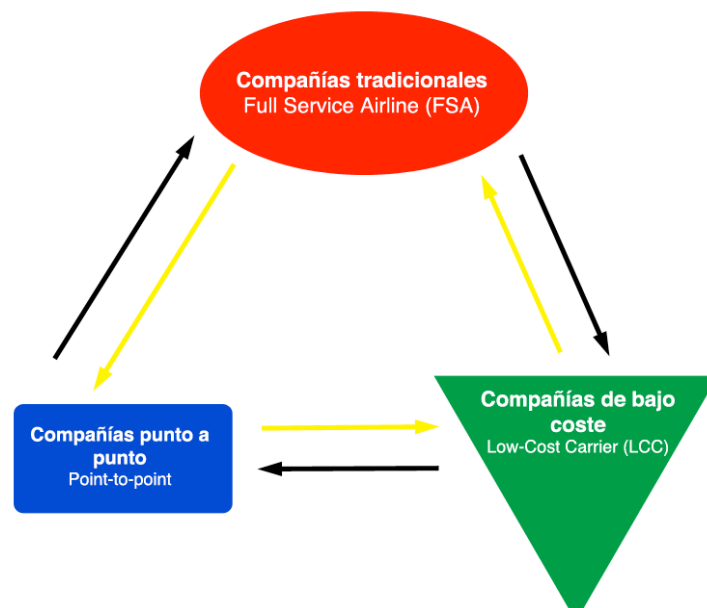 Compañías tradicionales
Full Service Airline (FSA)
Compañías punto a
punto
Point-to-point
Compañías de bajo
coste
Low-Cost Carrier (LCC)